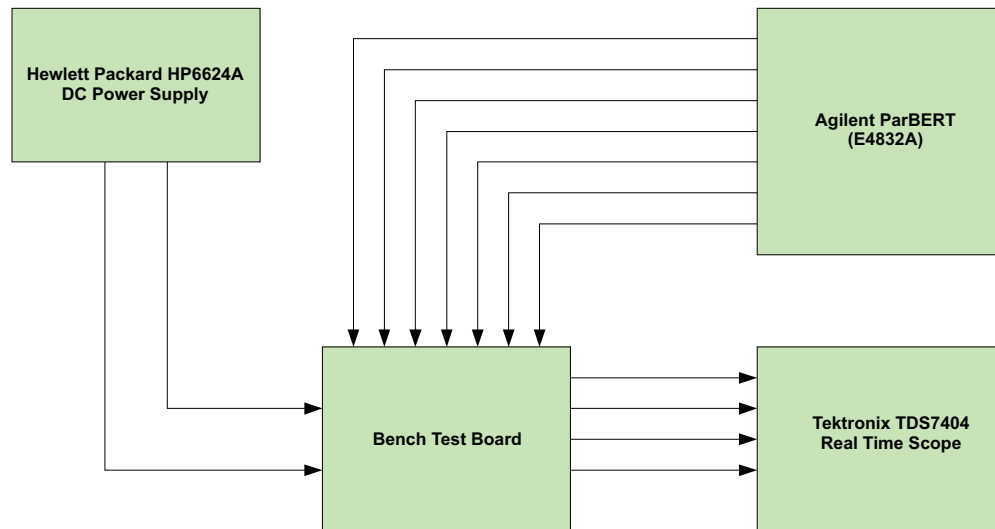 Hewlett Packard HP6624A
DC Power Supply
Agilent ParBERT
(E4832A)
Bench Test Board
Tektronix TDS7404
Real Time Scope